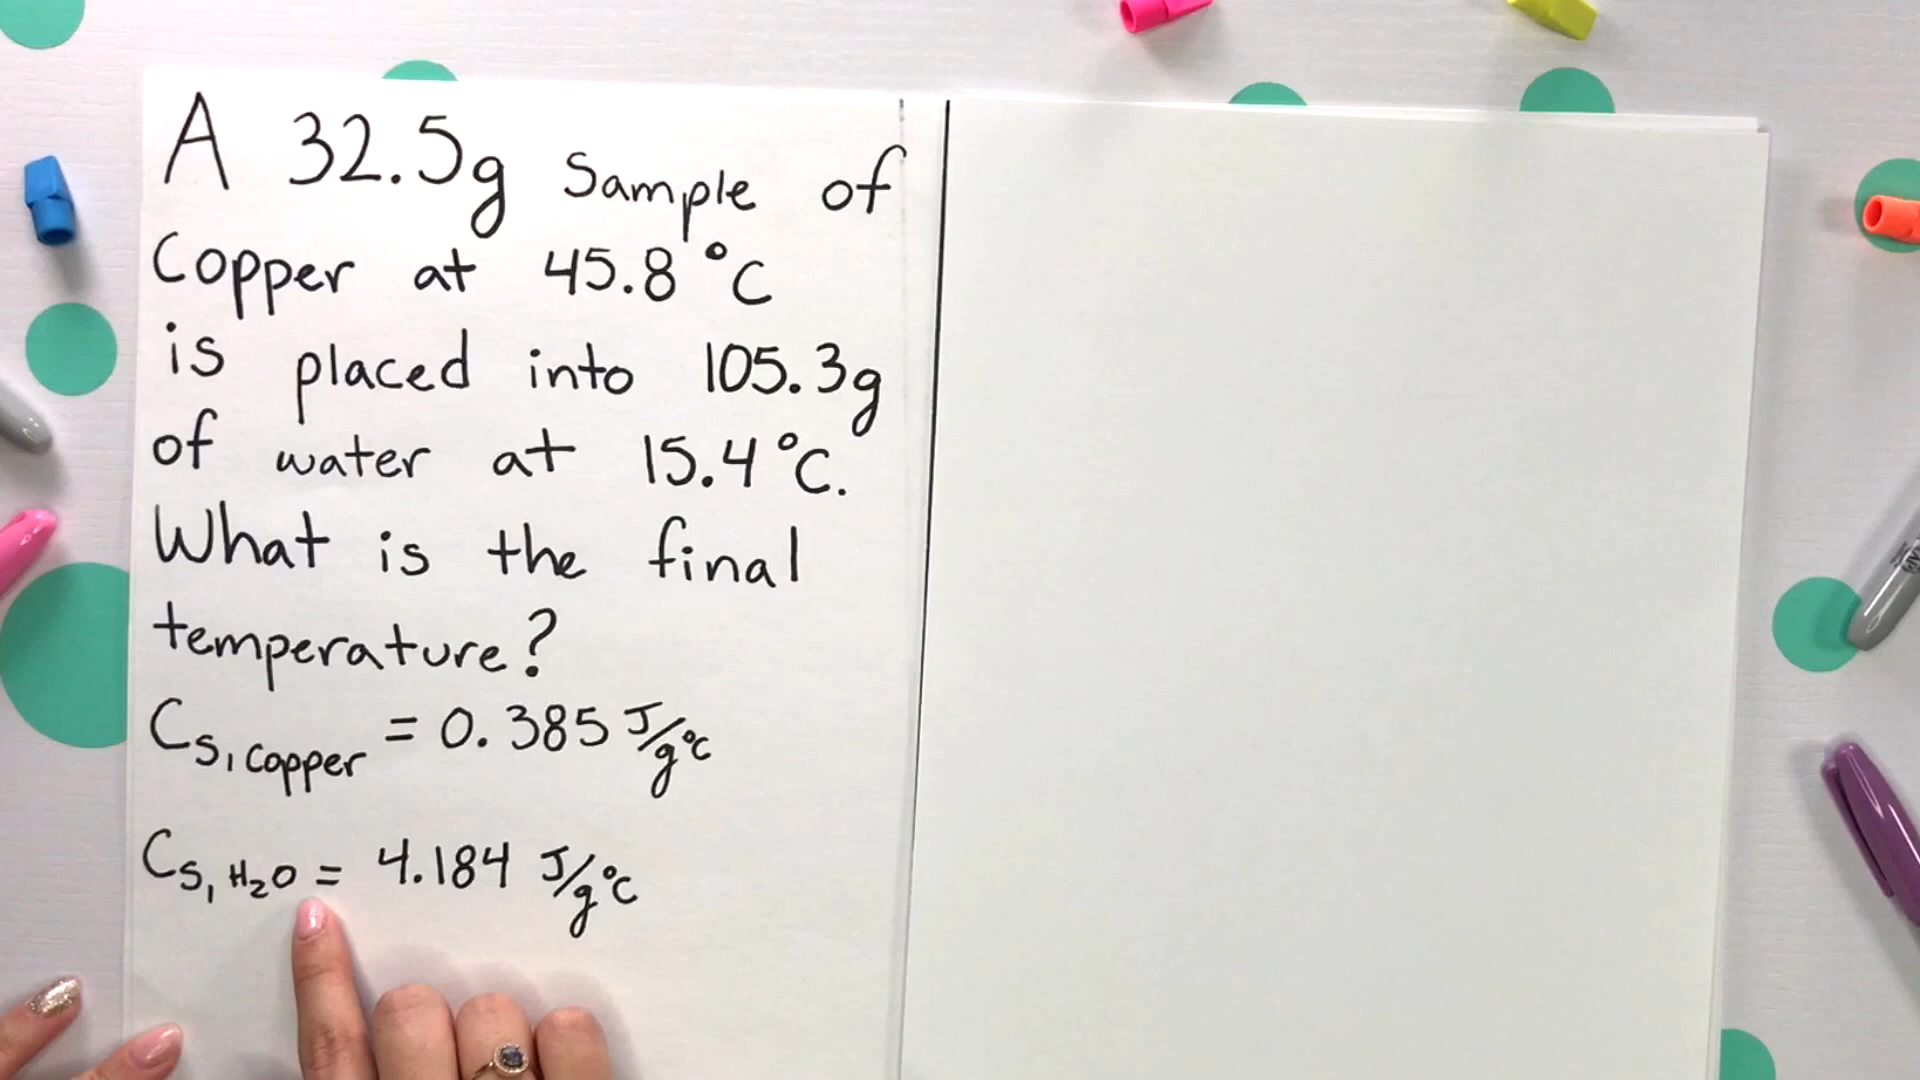 A 32.5g Sample of
Copper at 45.8 °C
is placed into 105.3g
of water at 15.4°C.
What is the final
temperature?
Cs, Copper = 0.385 J/g°C
Cs, H₂O = 4.184 J/g°C